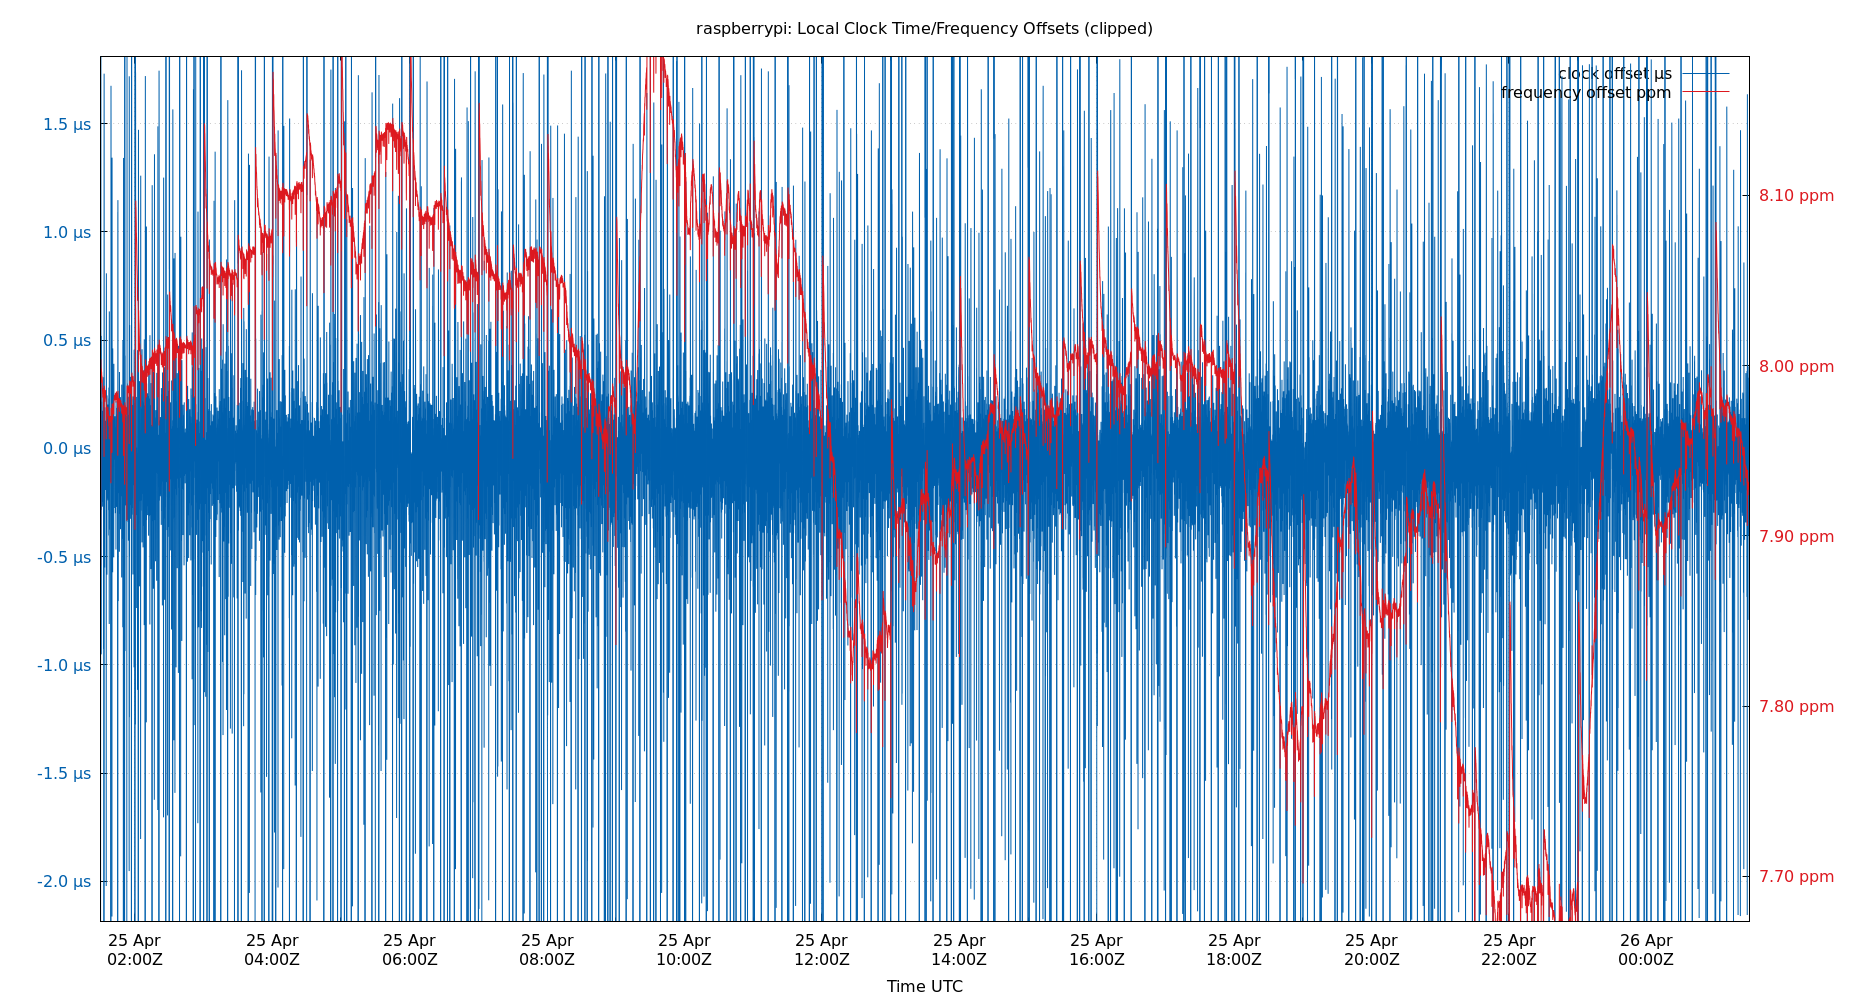 raspberrypi: Local Clock Time/Frequency Offsets (clipped)
clock offset µs
frequency offset ppm
1.5 µs
1.0 µs
0.5 µs
0.0 µs
-0.5 µs
-1.0 µs
-1.5 µs
-2.0 µs
8.10 ppm
8.00 ppm
7.90 ppm
7.80 ppm
7.70 ppm
25 Apr 25 Apr 25 Apr 25 Apr 25 Apr 25 Apr 25 Apr 25 Apr 25 Apr 25 Apr 25 Apr 26 Apr
02:00Z 04:00Z 06:00Z 08:00Z 10:00Z 12:00Z 14:00Z 16:00Z 18:00Z 20:00Z 22:00Z 00:00Z
Time UTC